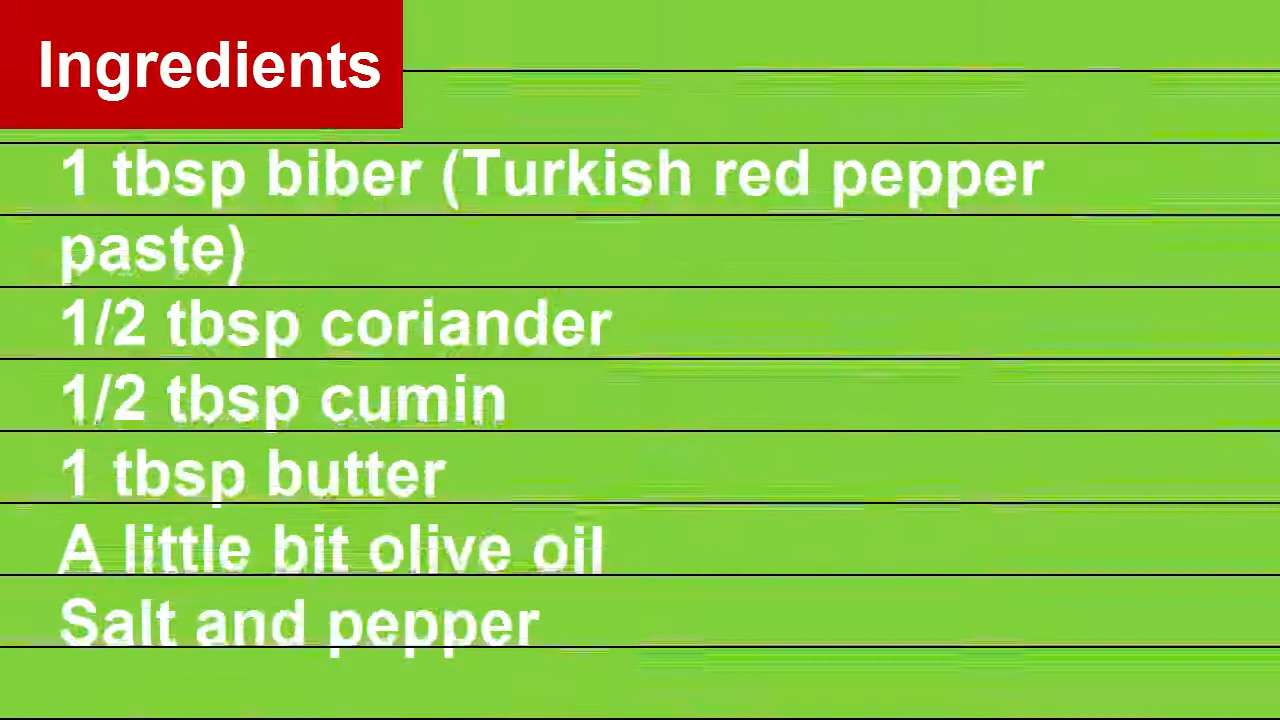 Ingredients
1 tbsp biber (Turkish red pepper
paste)
1/2 tbsp coriander
1/2 tbsp cumin
1 tbsp butter
A little bit olive oil
Salt and pepper